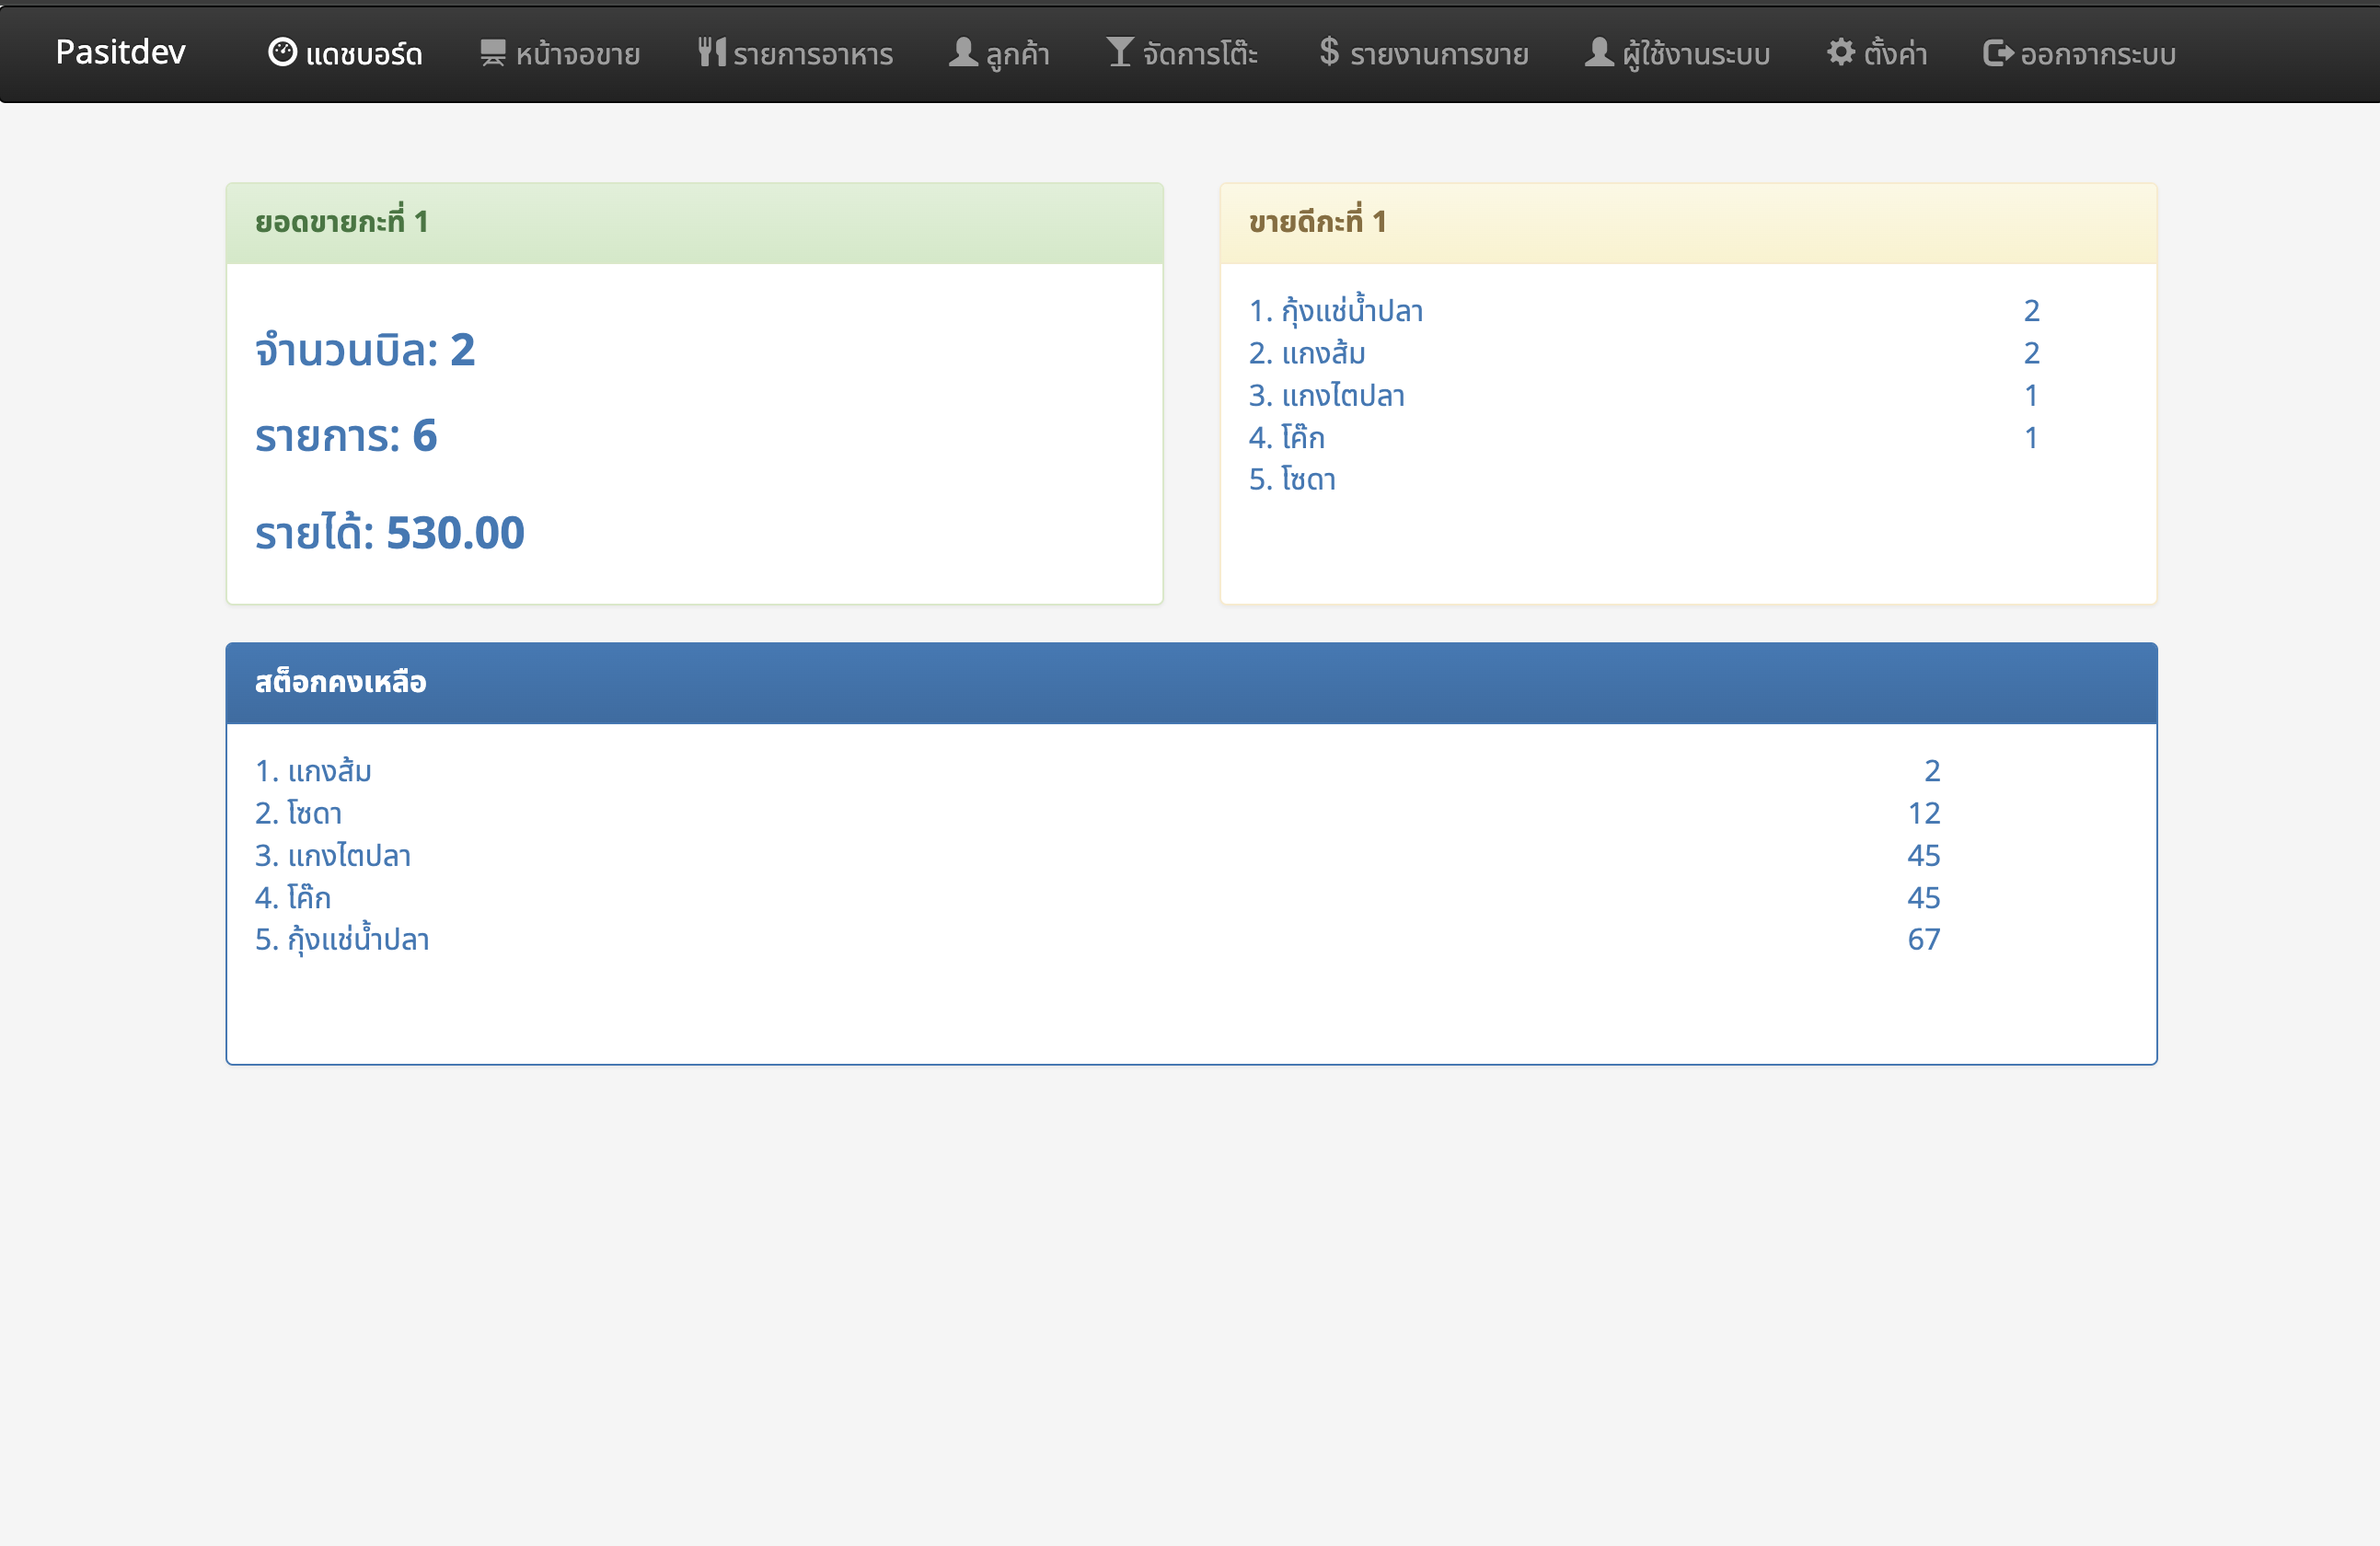 Pasitdev แดชบอร์ด หน้าจอขาย รายการอาหาร ลูกค้า จัดการโต๊ะ $ รายงานการขาย ผู้ใช้งานระบบ ตั้งค่า ออกจากระบบ
ยอดขายกะที่ 1
จำนวนบิล: 2
รายการ: 6
รายได้: 530.00
ขายดีกะที่ 1
1. กุ้งแช่น้ำปลา 2
2. แกงส้ม 2
3. แกงไตปลา 1
4. โค๊ก 1
5. โซดา
สต็อกคงเหลือ
1. แกงส้ม 2
2. โซดา 12
3. แกงไตปลา 45
4. โค๊ก 45
5. กุ้งแช่น้ำปลา 67